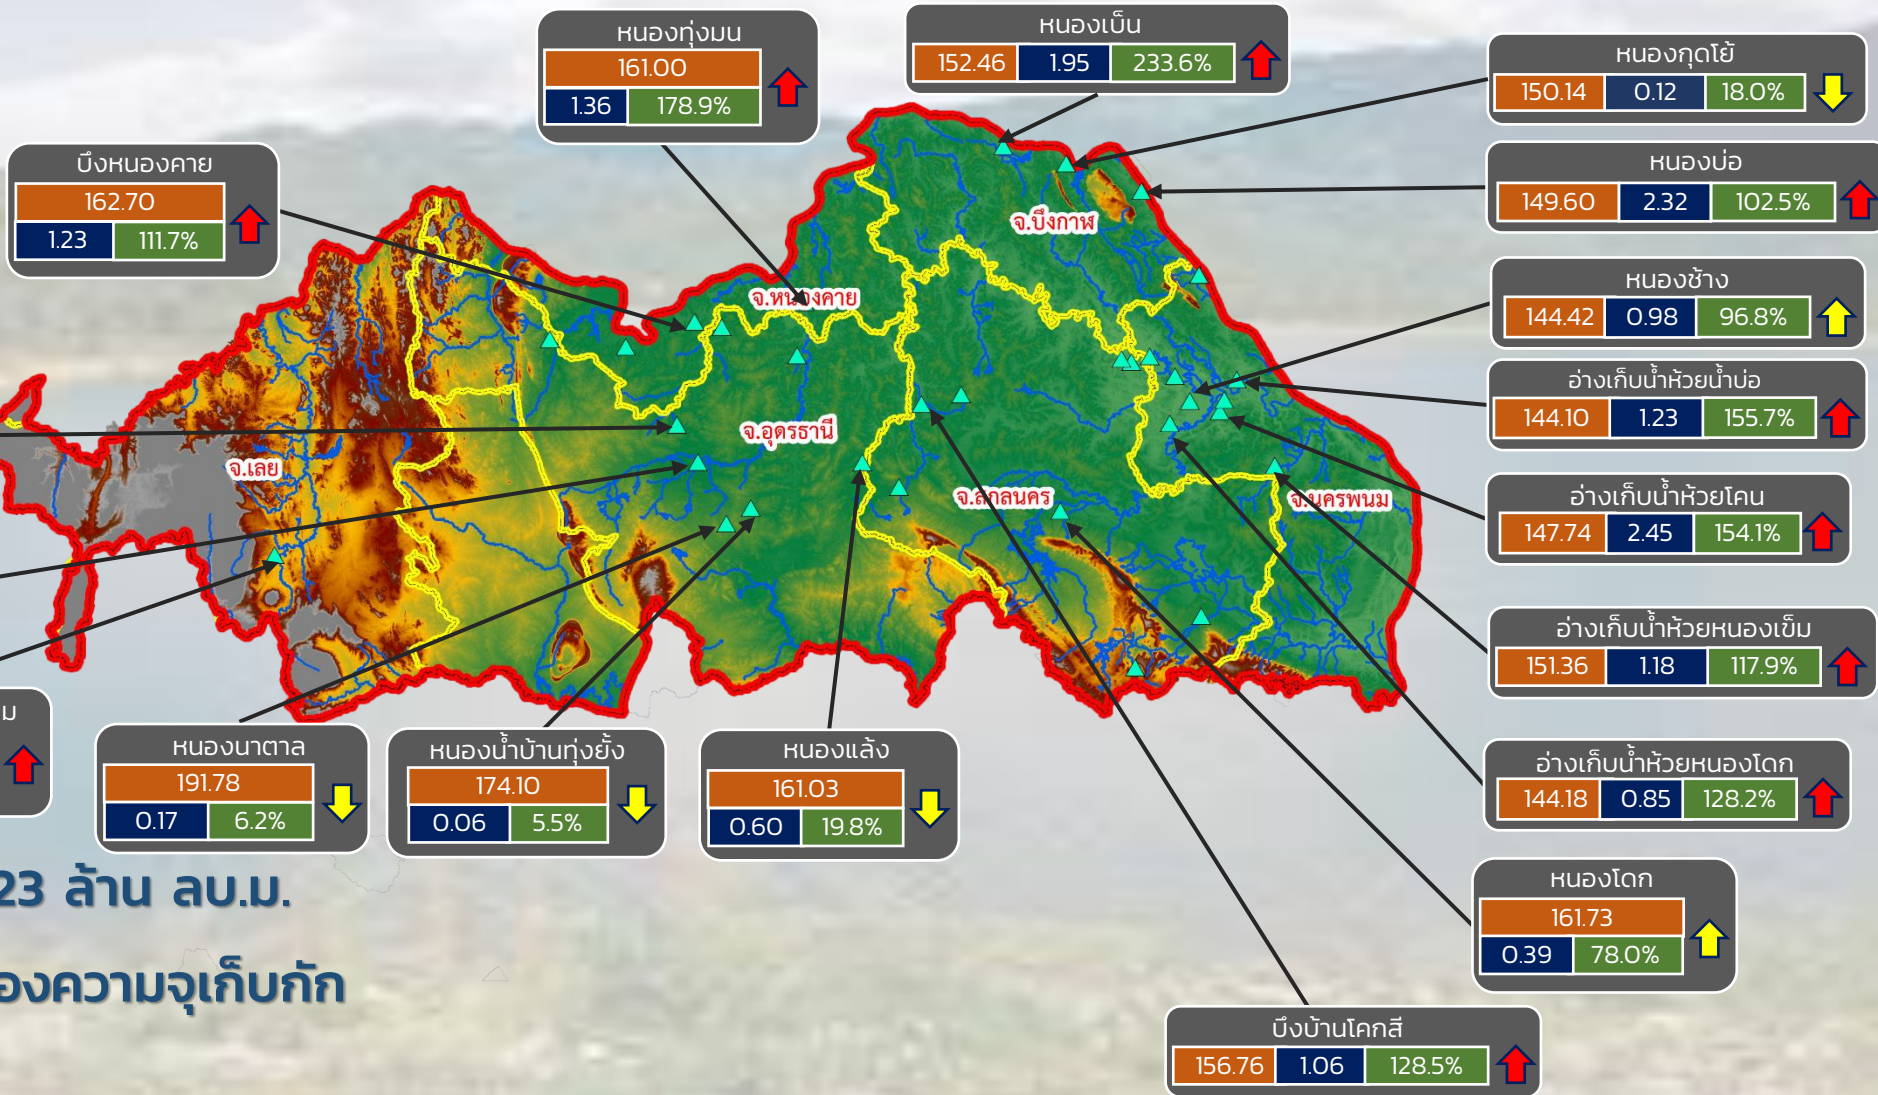 หนองทุ่งมน
161.00
1.36 178.9%
หนองเบ็น
152.46 1.95 233.6%
หนองกุดโย้
150.14 0.12 18.0%
บึงหนองคาย
162.70
1.23 111.7%
หนองบ่อ
149.60 2.32 102.5%
หนองช้าง
144.42 0.98 96.8%
อ่างเก็บน้ำห้วยน้ำบ่อ
144.10 1.23 155.7%
อ่างเก็บน้ำห้วยโคน
147.74 2.45 154.1%
อ่างเก็บน้ำห้วยหนองเข็ม
151.36 1.18 117.9%
อ่างเก็บน้ำห้วยหนองโดก
144.18 0.85 128.2%
หนองโดก
161.73
0.39 78.0%
บึงบ้านโคกสี
156.76 1.06 128.5%
จ.บึงกาฬ
จ.หนองคาย
จ.อุดรธานี
จ.เลย
จ.สกลนคร
จ.นครพนม
ม
หนองนาตาล
191.78
0.17 6.2%
หนองน้ำบ้านทุ่งยั้ง
174.10
0.06 5.5%
หนองแล้ง
161.03
0.60 19.8%
23 ล้าน ลบ.ม.
องความจุเก็บกัก